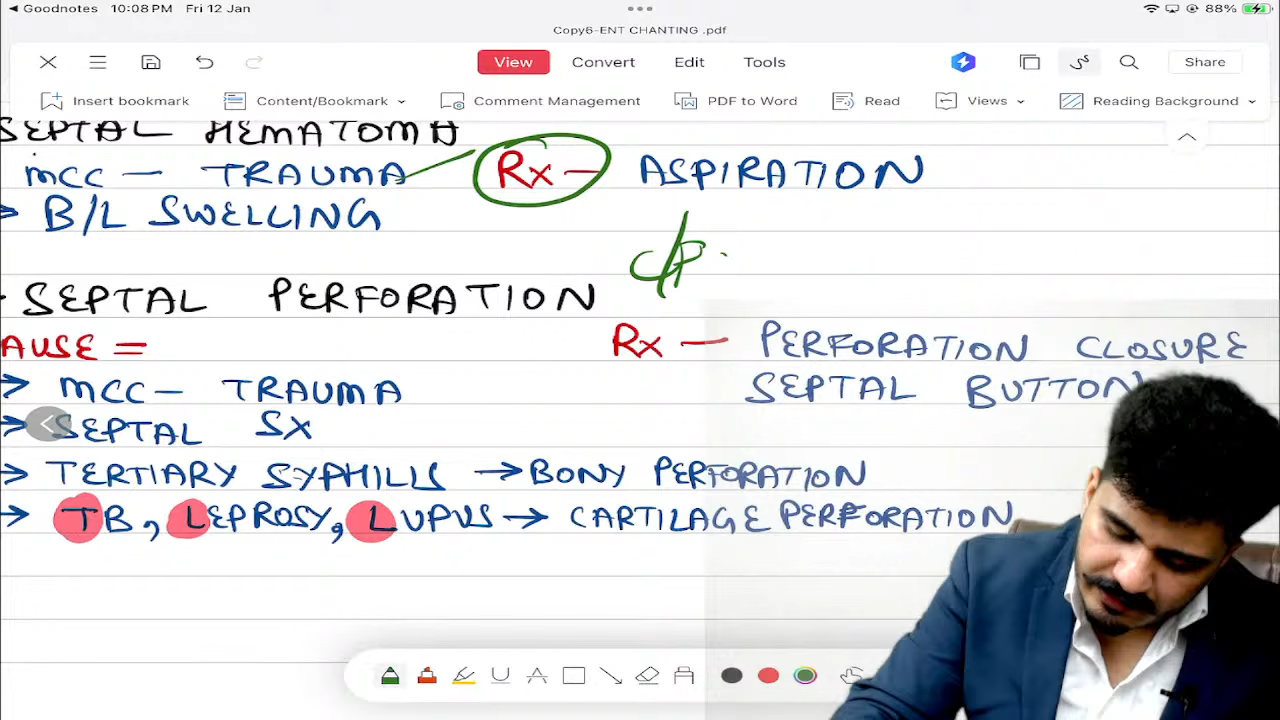 Goodnotes 10:08 PM Fri 12 Jan 88%
Copy6-ENT CHANTING .pdf
View Convert Edit Tools Share
Insert bookmark Content/Bookmark Comment Management PDF to Word Read Views Reading Background
SEPTAL HEMATOMA
MCC — TRAUMA Rx — ASPIRATION
B/L SWELLING
SEPTAL PERFORATION
AUSE = Rx — PERFORATION CLOSURE
→ MCC — TRAUMA SEPTAL BUTTON
→ SEPTAL SX
→ TERTIARY SYPHILLS → BONY PERFORATION
→ TB, LEPROSY, LUPUS → CARTILAGE PERFORATION